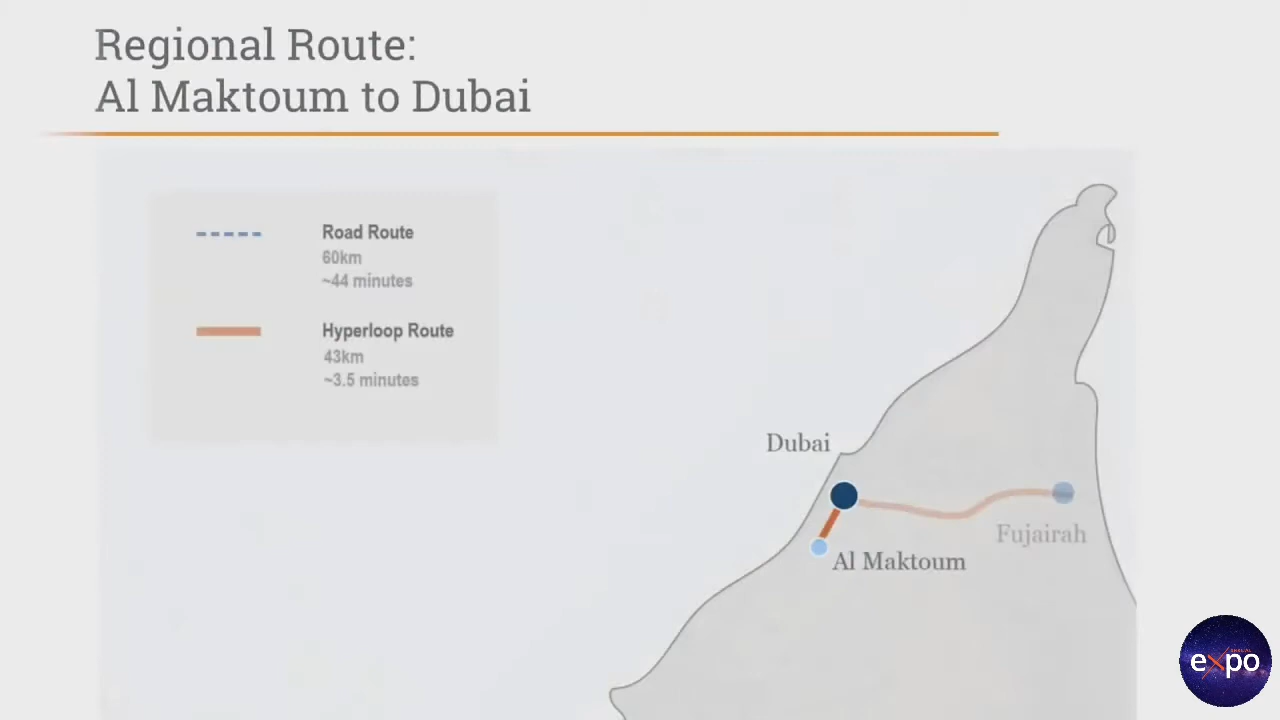 Regional Route:
Al Maktoum to Dubai
Road Route
60km
~44 minutes
Hyperloop Route
43km
~3.5 minutes
Dubai
Fujairah
Al Maktoum
expo